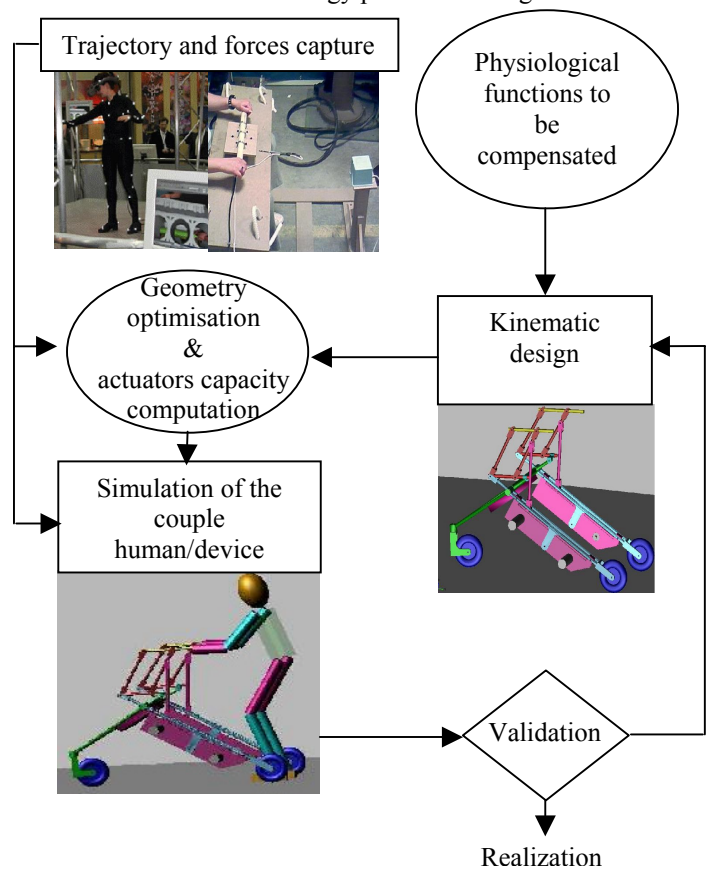 Trajectory and forces capture
Physiological
functions to
be
compensated
Geometry
optimisation
&
actuators capacity
computation
Kinematic
design
Simulation of the
couple
human/device
Validation
Realization